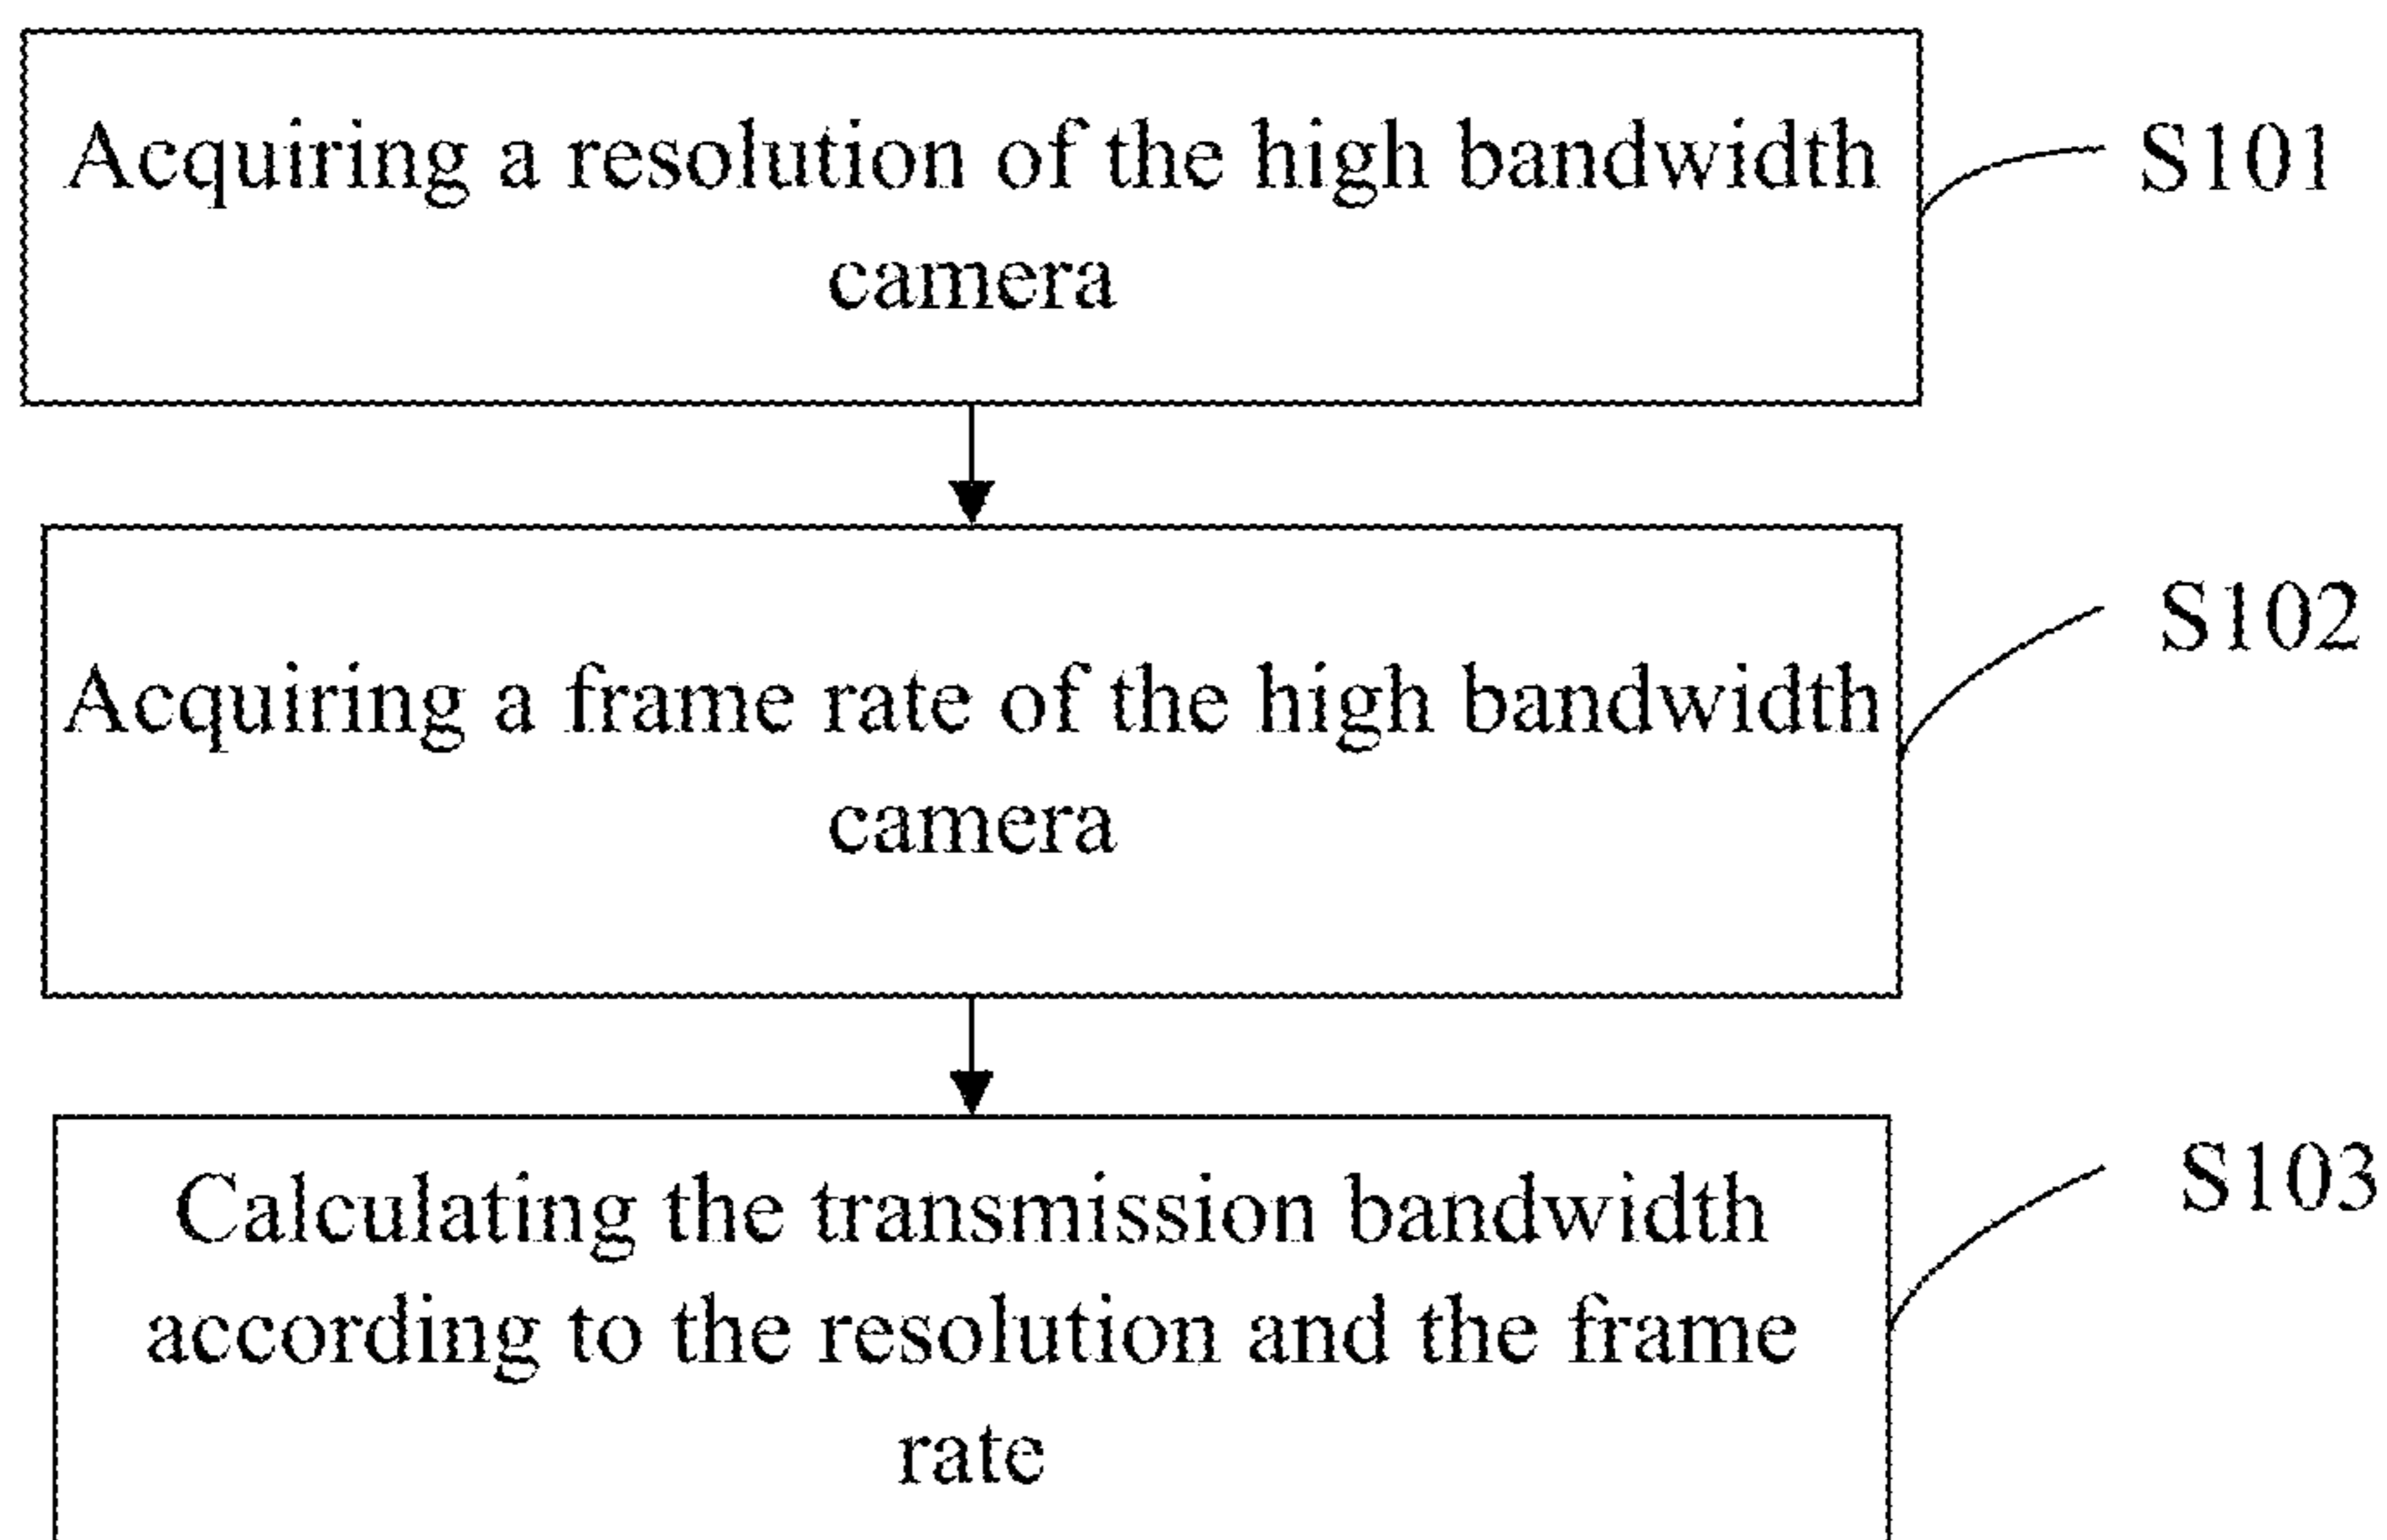 Acquiring a resolution of the high bandwidth
camera
S101
Acquiring a frame rate of the high bandwidth
camera
S102
Calculating the transmission bandwidth
according to the resolution and the frame
rate
S103